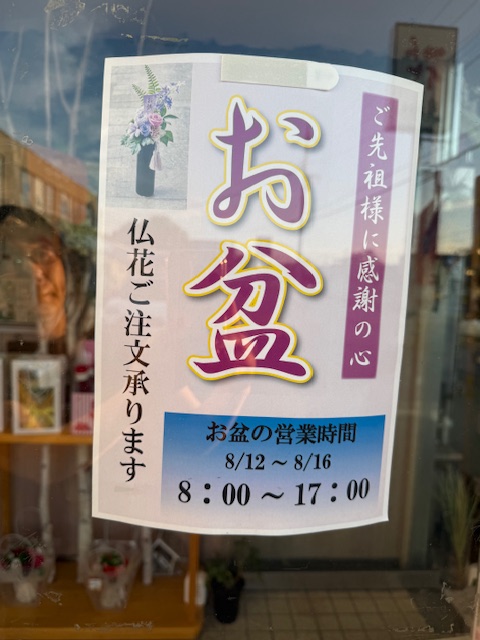 ご先祖様に感謝の心
お盆
仏花ご注文承ります
お盆の営業時間
8/12～8/16
8：00～17：00